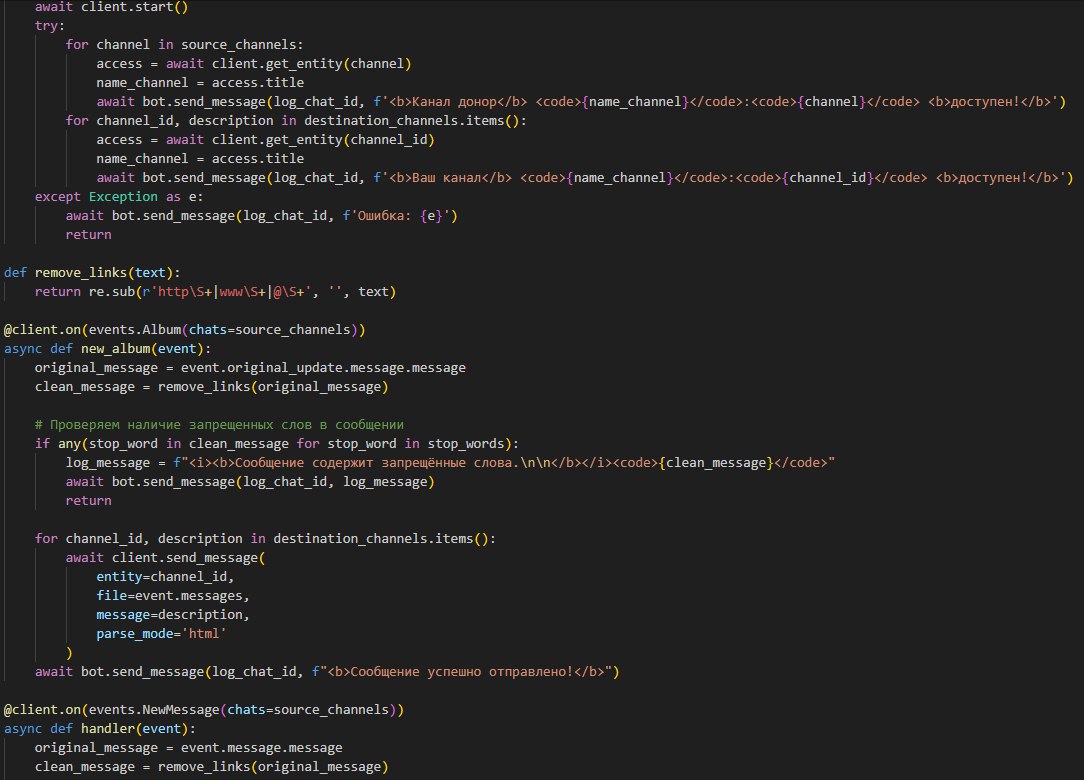 await client.start()
try:
for channel in source_channels:
access = await client.get_entity(channel)
name_channel = access.title
await bot.send_message(log_chat_id, f'<b>Канал донор</b> <code>{name_channel}</code>:<code>{channel}</code> <b>доступен!</b>')
for channel_id, description in destination_channels.items():
access = await client.get_entity(channel_id)
name_channel = access.title
await bot.send_message(log_chat_id, f'<b>Ваш канал</b> <code>{name_channel}</code>:<code>{channel_id}</code> <b>доступен!</b>')
except Exception as e:
await bot.send_message(log_chat_id, f'Ошибка: {e}')
return
def remove_links(text):
return re.sub(r'http\S+|www\S+|@\S+', '', text)
@client.on(events.Album(chats=source_channels))
async def new_album(event):
original_message = event.original_update.message.message
clean_message = remove_links(original_message)
# Проверяем наличие запрещенных слов в сообщении
if any(stop_word in clean_message for stop_word in stop_words):
log_message = f"<i><b>Сообщение содержит запрещённые слова.\n\n</b></i><code>{clean_message}</code>"
await bot.send_message(log_chat_id, log_message)
return
for channel_id, description in destination_channels.items():
await client.send_message(
entity=channel_id,
file=event.messages,
message=description,
parse_mode='html'
)
await bot.send_message(log_chat_id, f"<b>Сообщение успешно отправлено!</b>")
@client.on(events.NewMessage(chats=source_channels))
async def handler(event):
original_message = event.message.message
clean_message = remove_links(original_message)